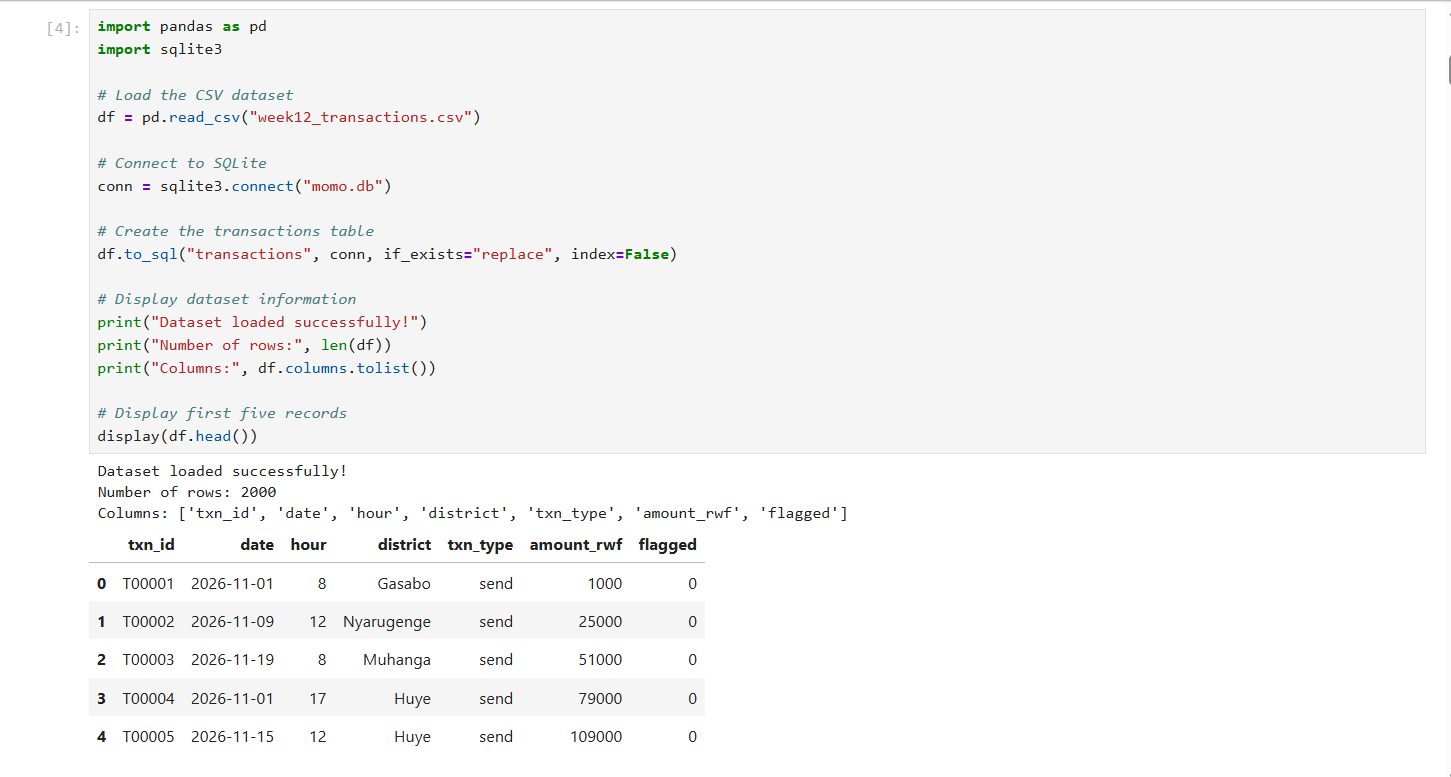 [4]:
import pandas as pd
import sqlite3
# Load the CSV dataset
df = pd.read_csv("week12_transactions.csv")
# Connect to SQLite
conn = sqlite3.connect("momo.db")
# Create the transactions table
df.to_sql("transactions", conn, if_exists="replace", index=False)
# Display dataset information
print("Dataset loaded successfully!")
print("Number of rows:", len(df))
print("Columns:", df.columns.tolist())
# Display first five records
display(df.head())
Dataset loaded successfully!
Number of rows: 2000
Columns: ['txn_id', 'date', 'hour', 'district', 'txn_type', 'amount_rwf', 'flagged']
txn_id date hour district txn_type amount_rwf flagged
0 T00001 2026-11-01 8 Gasabo send 1000 0
1 T00002 2026-11-09 12 Nyarugenge send 25000 0
2 T00003 2026-11-19 8 Muhanga send 51000 0
3 T00004 2026-11-01 17 Huye send 79000 0
4 T00005 2026-11-15 12 Huye send 109000 0